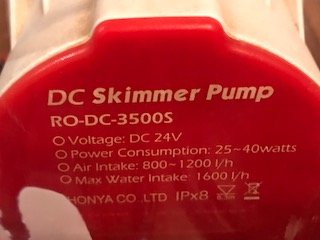 DC Skimmer Pump
RO-DC-3500S
Voltage: DC 24V
Power Consumption: 25~40watts
Air Intake: 800~1200 l/h
Max Water Intake: 1600 l/h
HONYA CO .,LTD IPx8